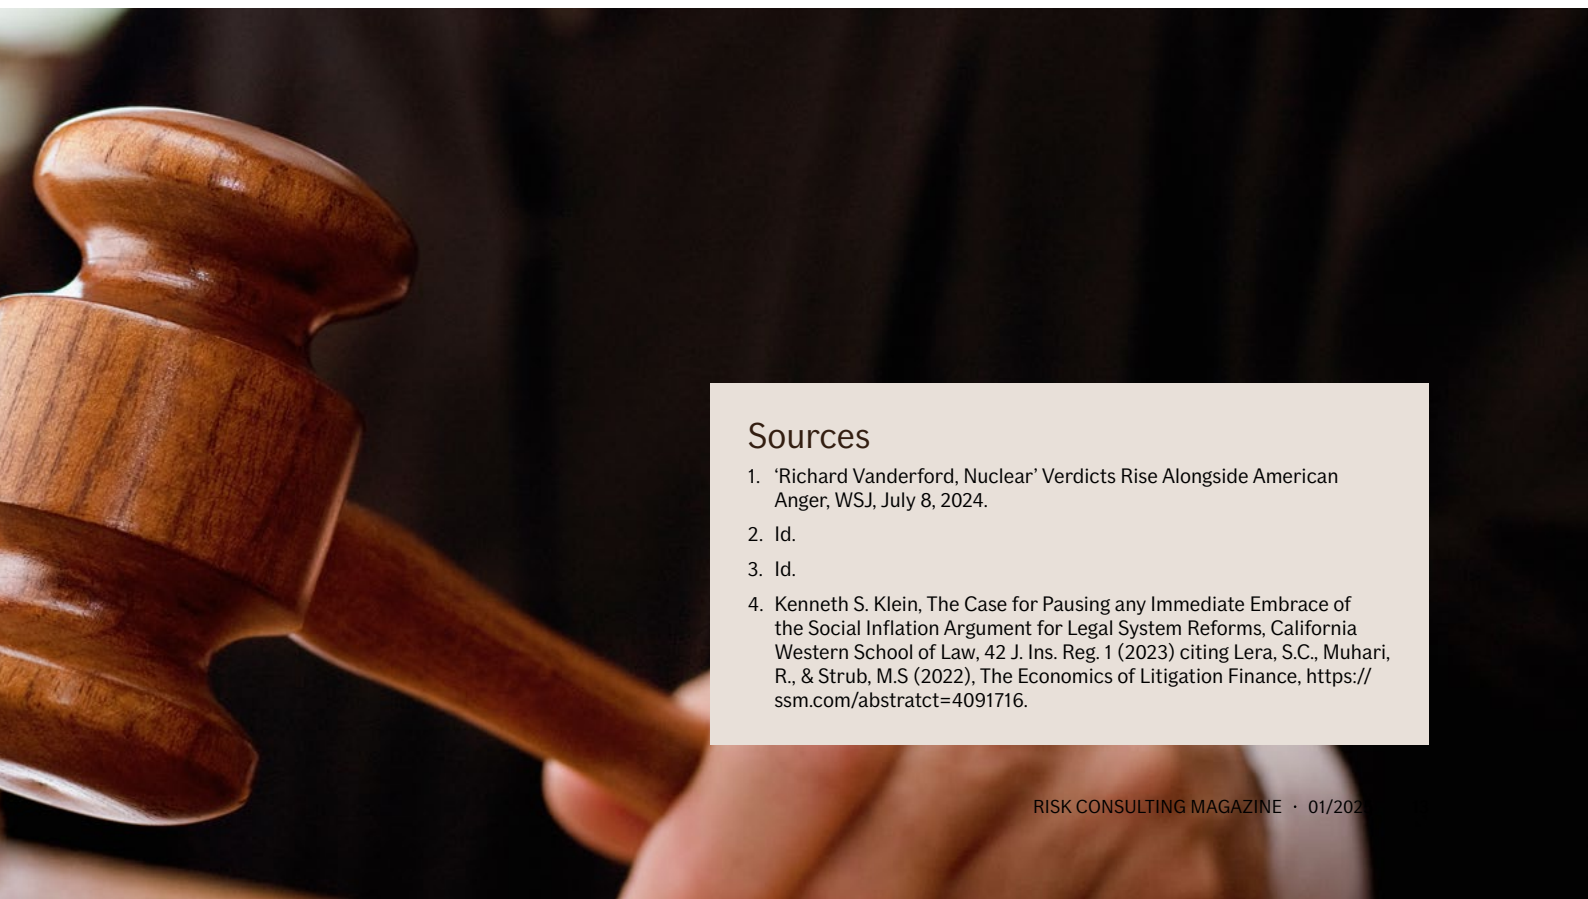 Sources
1. ‘Richard Vanderford, Nuclear’ Verdicts Rise Alongside American
Anger, WSJ, July 8, 2024.
2. Id.
3. Id.
4. Kenneth S. Klein, The Case for Pausing any Immediate Embrace of
the Social Inflation Argument for Legal System Reforms, California
Western School of Law, 42 J. Ins. Reg. 1 (2023) citing Lera, S.C., Muhari,
R., & Strub, M.S (2022), The Economics of Litigation Finance, https://
ssm.com/abstratct=4091716.
RISK CONSULTING MAGAZINE ·